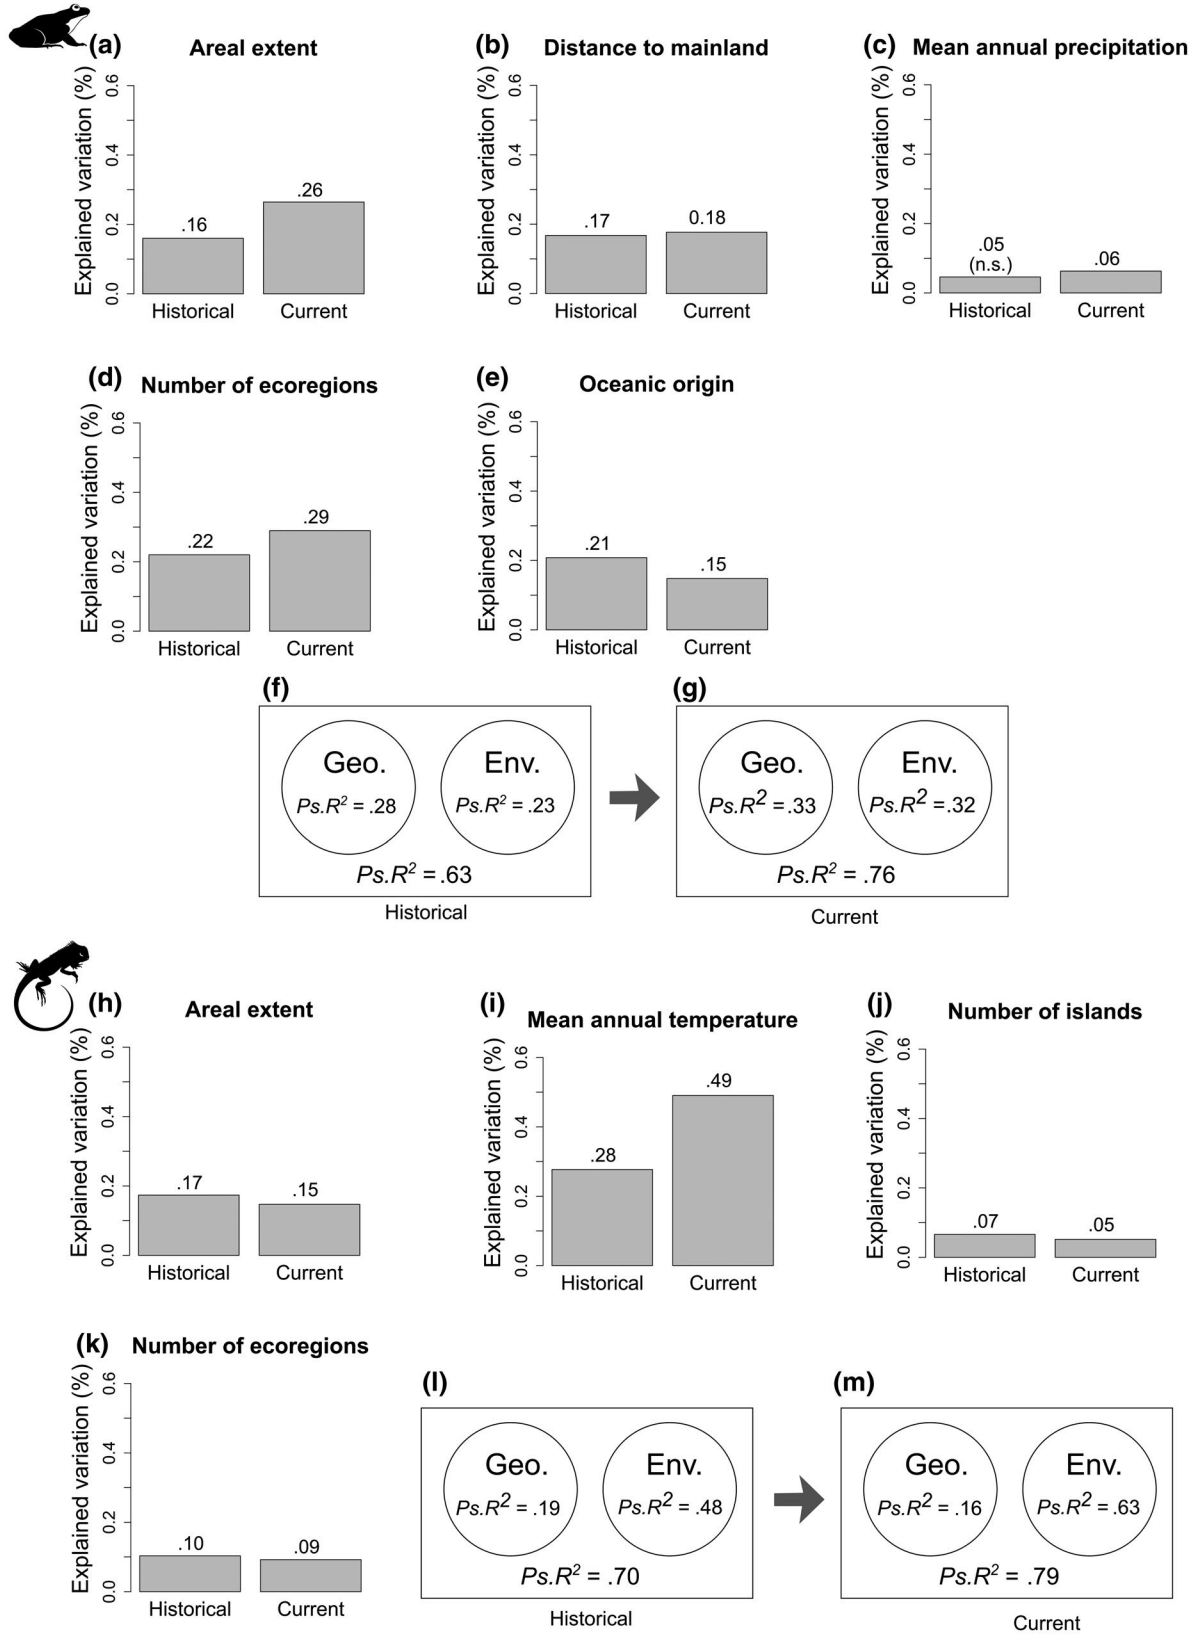 (a) Areal extent
Explained variation (%)
0.0 0.2 0.4 0.6
.16
.26
Historical Current
(b) Distance to mainland
Explained variation (%)
0.0 0.2 0.4 0.6
.17
0.18
Historical Current
(c) Mean annual precipitation
Explained variation (%)
0.0 0.2 0.4 0.6
.05
(n.s.)
.06
Historical Current
(d) Number of ecoregions
Explained variation (%)
0.0 0.2 0.4 0.6
.22
.29
Historical Current
(e) Oceanic origin
Explained variation (%)
0.0 0.2 0.4 0.6
.21
.15
Historical Current
(f)
Geo. Env.
Ps.R² = .28 Ps.R² = .23
Ps.R² = .63
Historical
(g)
Geo. Env.
Ps.R² = .33 Ps.R² = .32
Ps.R² = .76
Current
(h) Areal extent
Explained variation (%)
0.0 0.2 0.4 0.6
.17
.15
Historical Current
(i) Mean annual temperature
Explained variation (%)
0.0 0.2 0.4 0.6
.28
.49
Historical Current
(j) Number of islands
Explained variation (%)
0.0 0.2 0.4 0.6
.07
.05
Historical Current
(k) Number of ecoregions
Explained variation (%)
0.0 0.2 0.4 0.6
.10
.09
Historical Current
(l)
Geo. Env.
Ps.R² = .19 Ps.R² = .48
Ps.R² = .70
Historical
(m)
Geo. Env.
Ps.R² = .16 Ps.R² = .63
Ps.R² = .79
Current